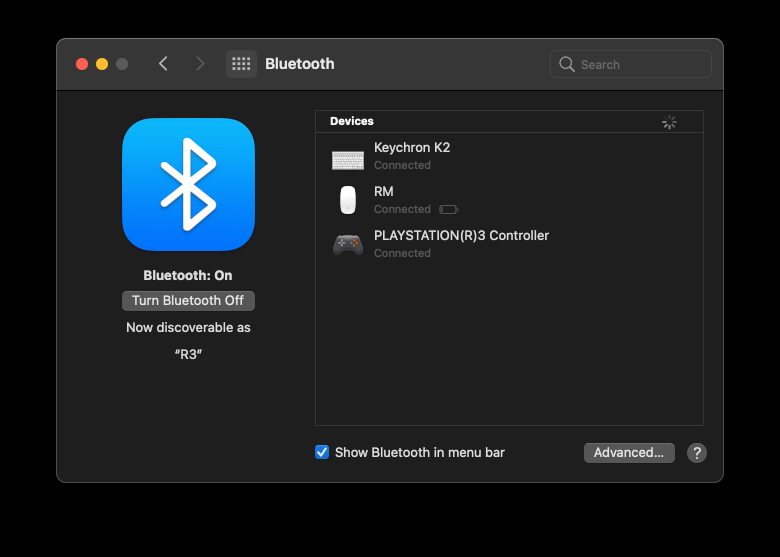 Bluetooth
Search
Devices
Keychron K2
Connected
RM
Connected
PLAYSTATION(R)3 Controller
Connected
Bluetooth: On
Turn Bluetooth Off
Now discoverable as
“R3”
Show Bluetooth in menu bar
Advanced...
?